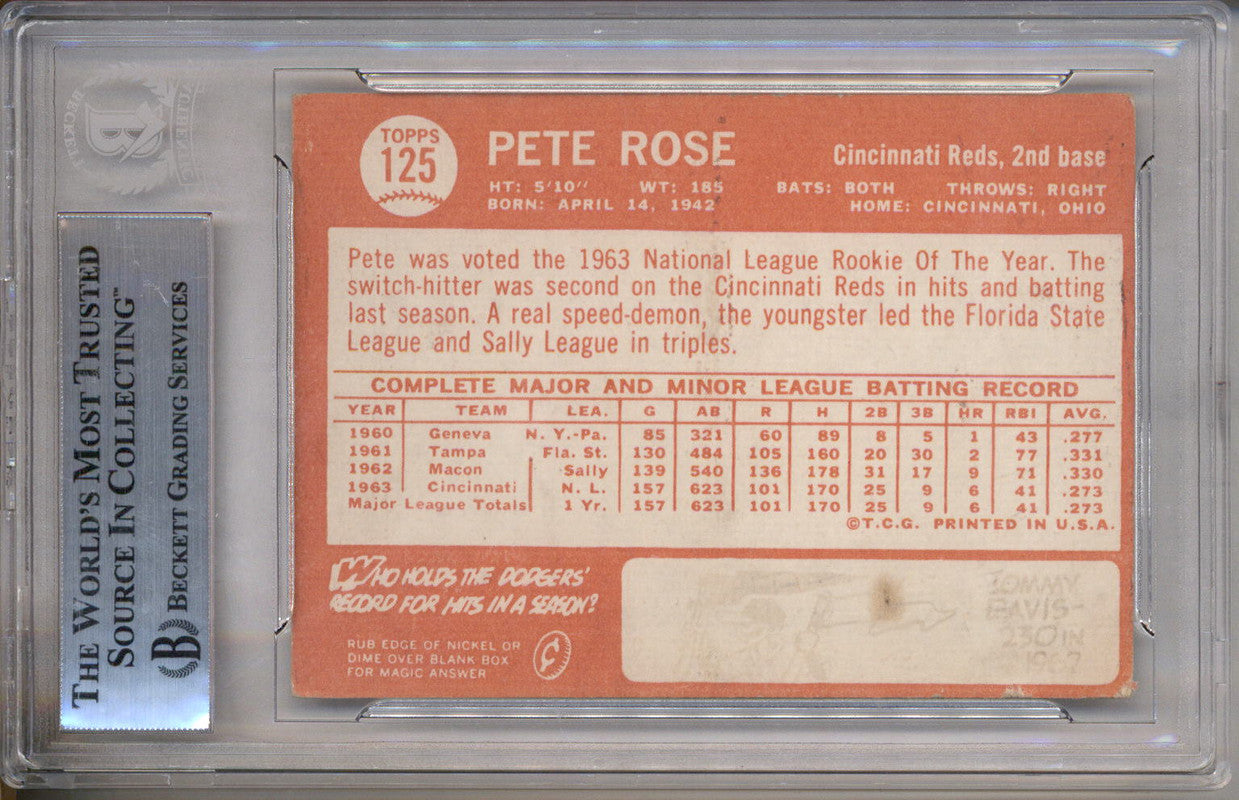 THE WORLD'S MOST TRUSTED
SOURCE IN COLLECTING™
B BECKETT GRADING SERVICES
B
BECKETT
TOPPS
125
PETE ROSE
Cincinnati Reds, 2nd base
HT: 5'10" WT: 185 BATS: BOTH THROWS: RIGHT
BORN: APRIL 14, 1942 HOME: CINCINNATI, OHIO
Pete was voted the 1963 National League Rookie Of The Year. The
switch-hitter was second on the Cincinnati Reds in hits and batting
last season. A real speed-demon, the youngster led the Florida State
League and Sally League in triples.
COMPLETE MAJOR AND MINOR LEAGUE BATTING RECORD
YEAR TEAM LEA. G AB R H 2B 3B HR RBI AVG.
1960 Geneva N. Y.-Pa. 85 321 60 89 8 5 1 43 .277
1961 Tampa Fla. St. 130 484 105 160 20 30 2 77 .331
1962 Macon Sally 139 540 136 178 31 17 9 71 .330
1963 Cincinnati N. L. 157 623 101 170 25 9 6 41 .273
Major League Totals 1 Yr. 157 623 101 170 25 9 6 41 .273
©T.C.G. PRINTED IN U.S.A.
WHO HOLDS THE DODGERS'
RECORD FOR HITS IN A SEASON?
RUB EDGE OF NICKEL OR
DIME OVER BLANK BOX
FOR MAGIC ANSWER
¢
TOMMY
DAVIS-
230 IN